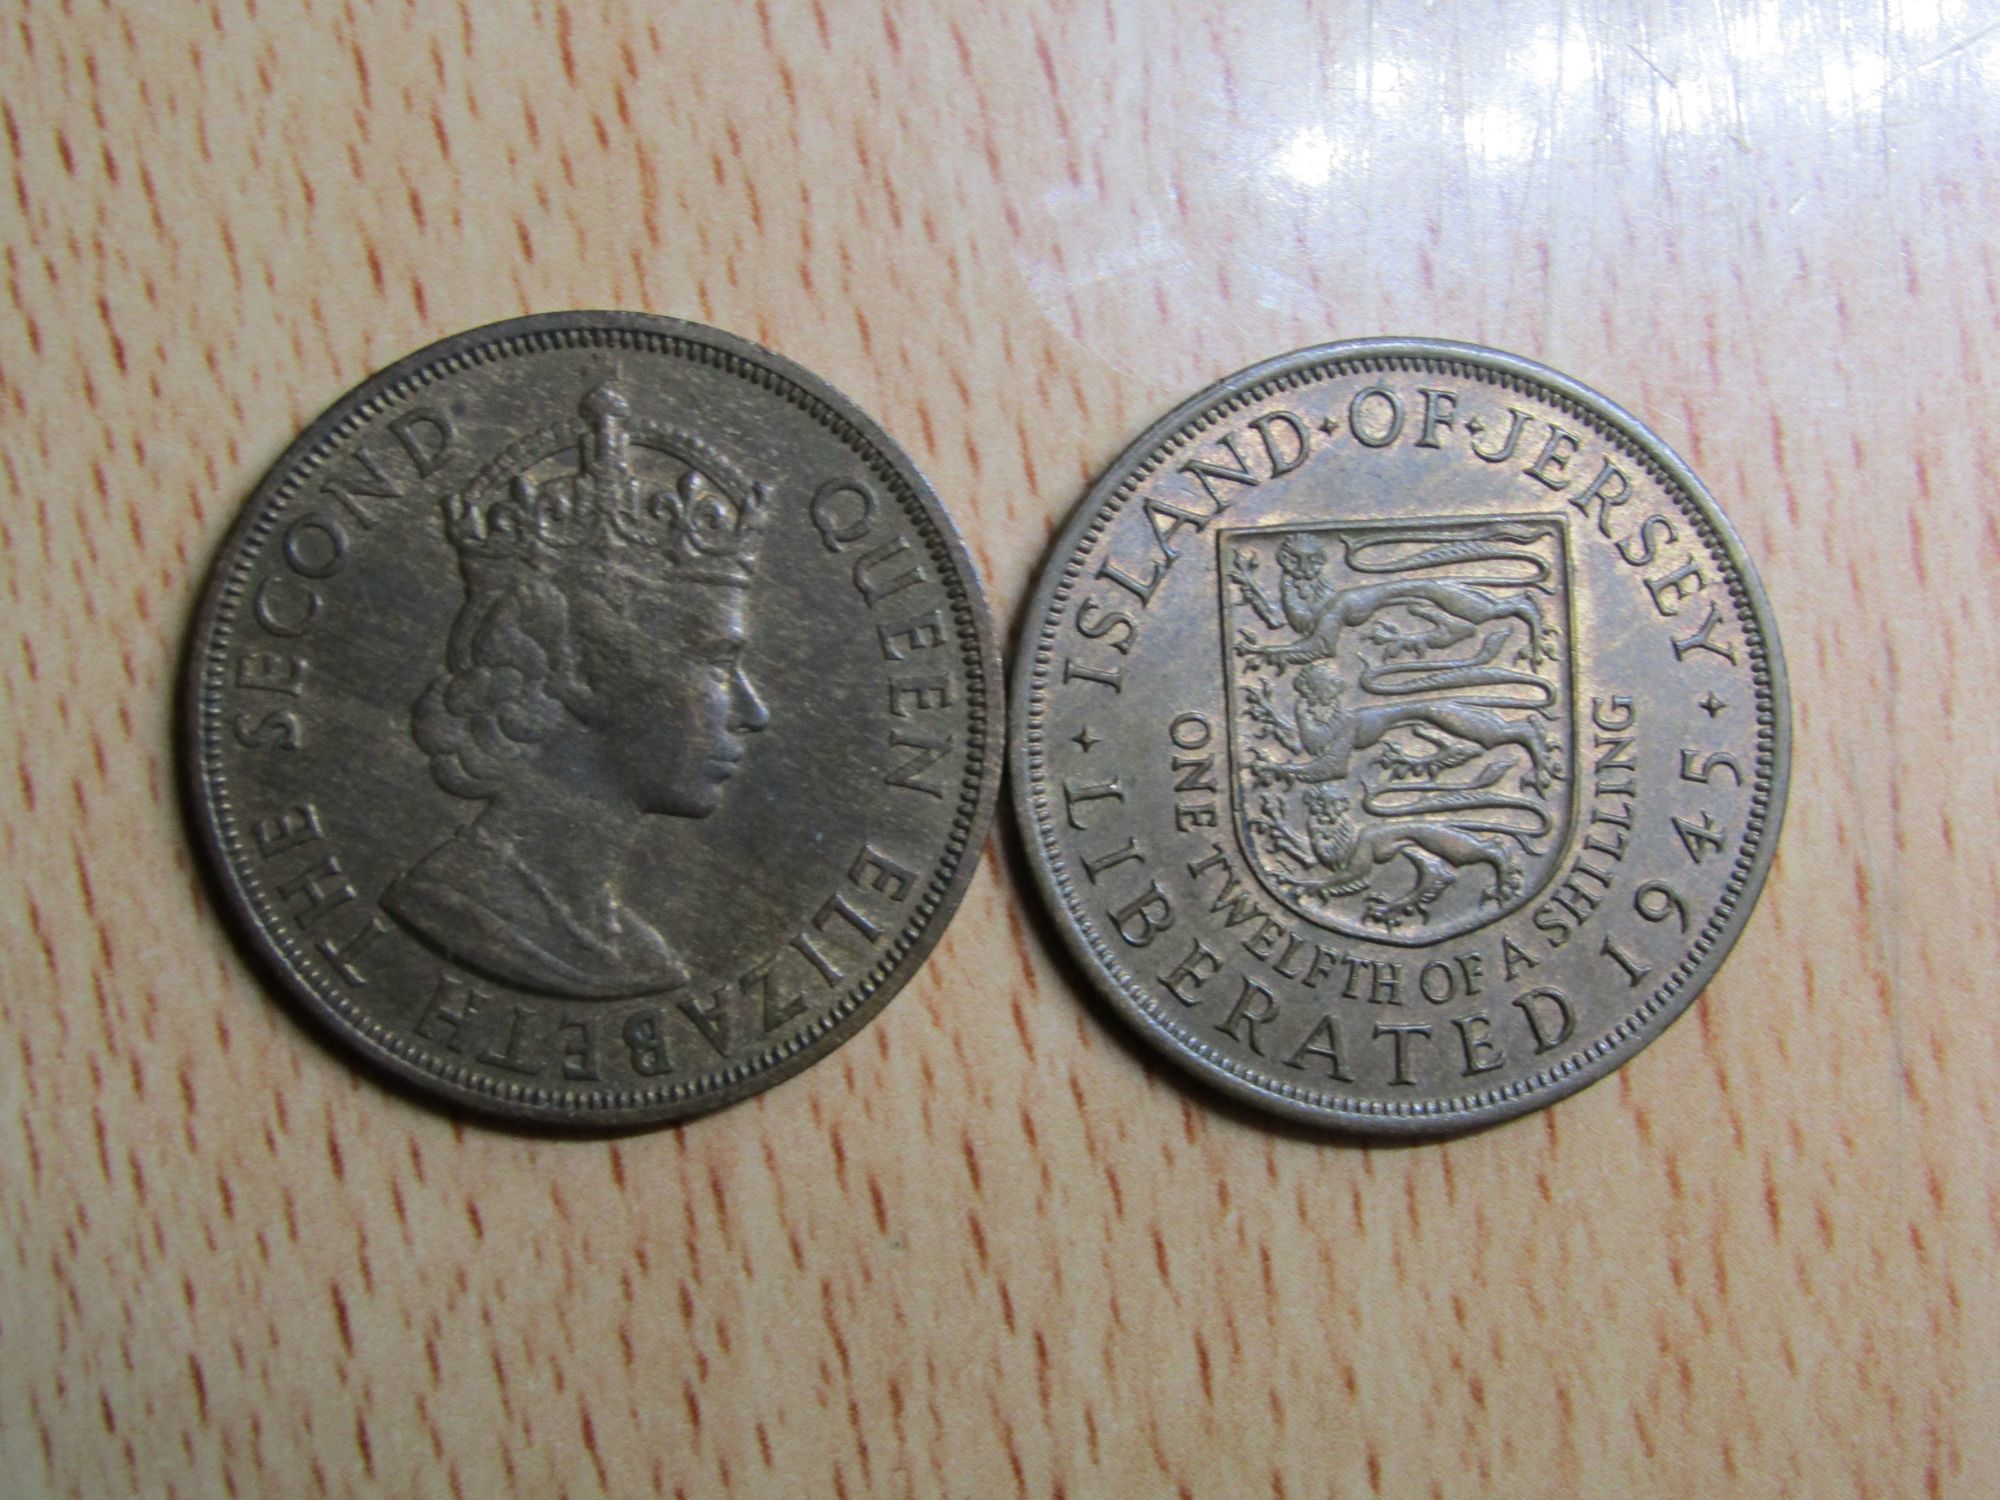 QUEEN ELIZABETH THE SECOND
· ISLAND · OF · JERSEY ·
LIBERATED 1945
ONE TWELFTH OF A SHILLING